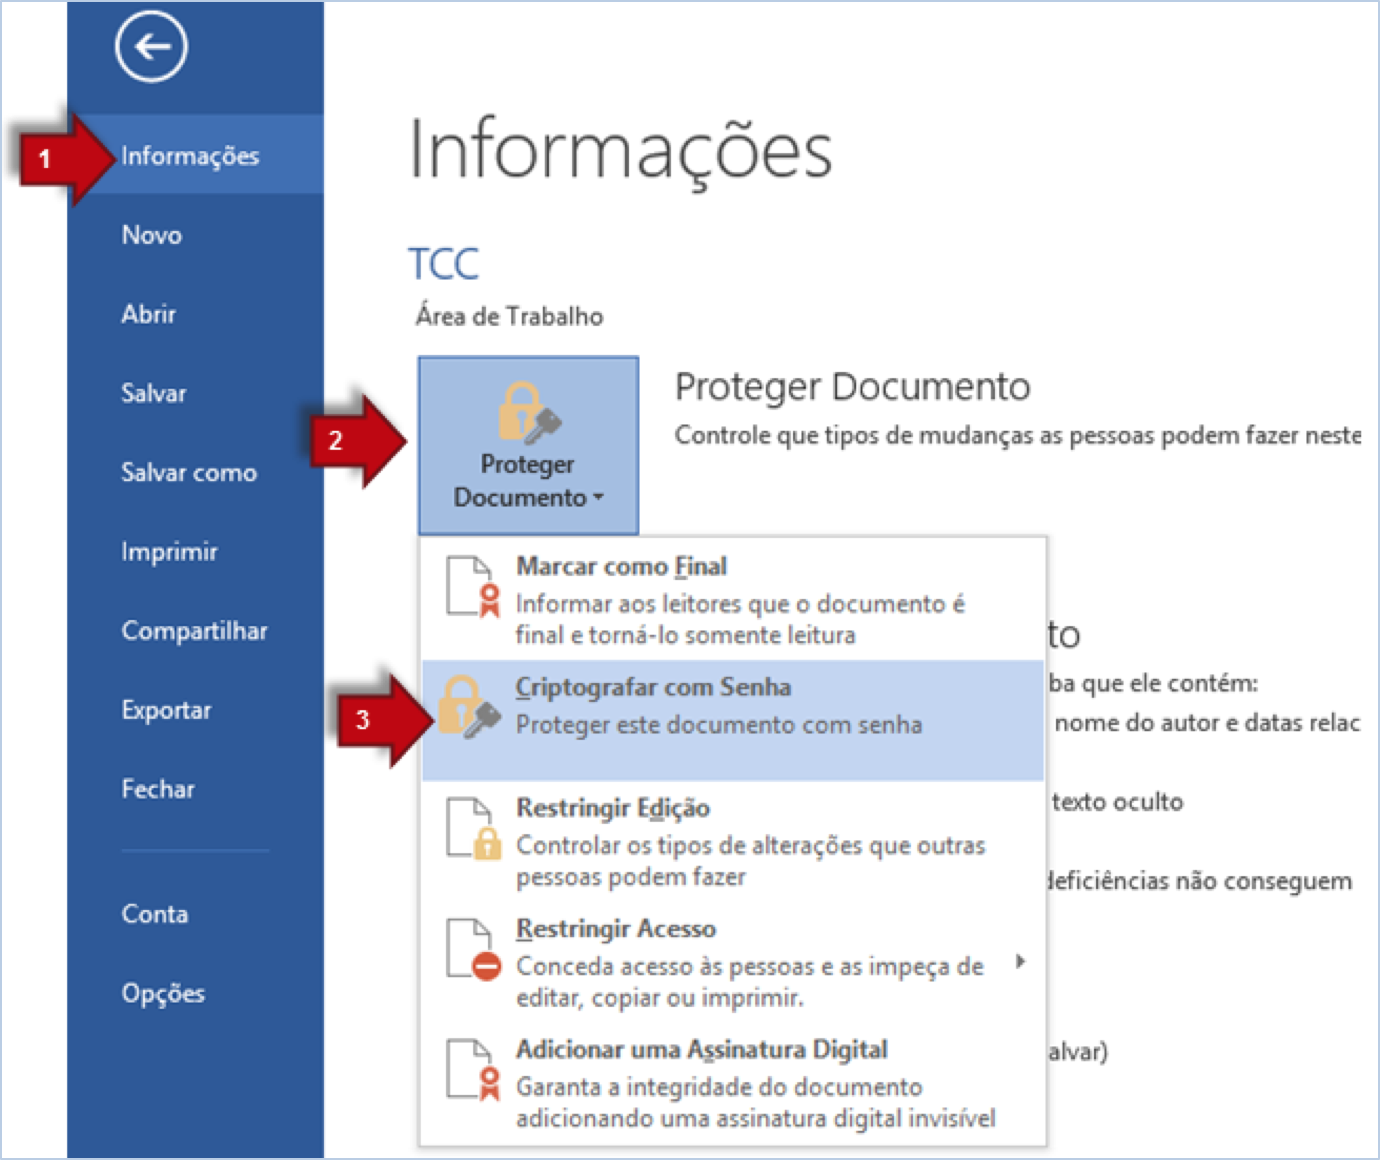 1
Informações
Novo
Abrir
Salvar
Salvar como
Imprimir
Compartilhar
Exportar
Fechar
Conta
Opções
Informações
TCC
Área de Trabalho
2
Proteger
Documento
Proteger Documento
Controle que tipos de mudanças as pessoas podem fazer neste
Marcar como Final
Informar aos leitores que o documento é
final e torná-lo somente leitura
3
Criptografar com Senha
Proteger este documento com senha
Restringir Edição
Controlar os tipos de alterações que outras
pessoas podem fazer
Restringir Acesso
Conceda acesso às pessoas e as impeça de
editar, copiar ou imprimir.
Adicionar uma Assinatura Digital
Garanta a integridade do documento
adicionando uma assinatura digital invisível
to
ba que ele contém:
nome do autor e datas relac
texto oculto
deficiências não conseguem
alvar)